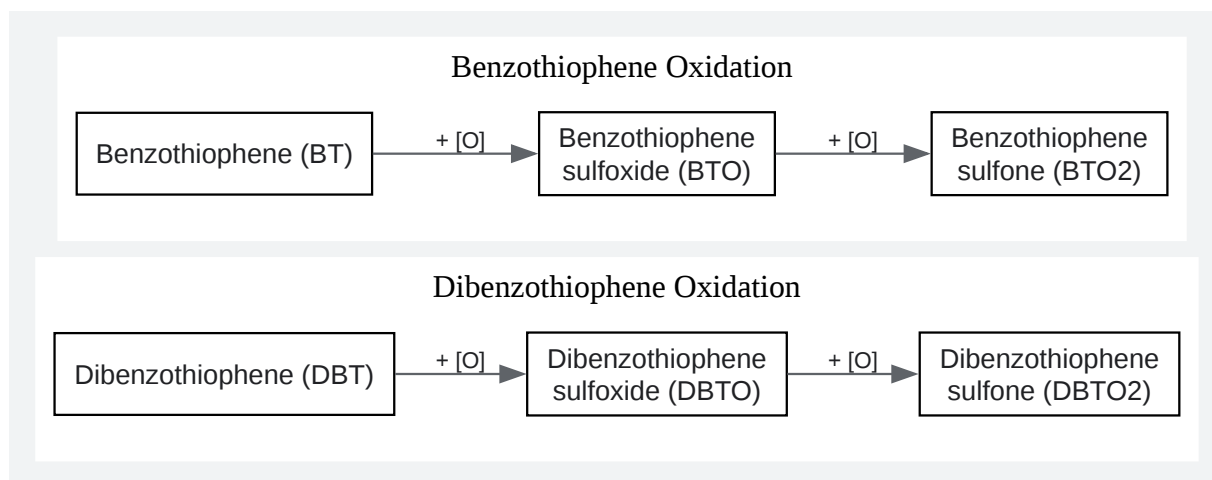 Benzothiophene Oxidation
Benzothiophene (BT)
+ [O]
Benzothiophene
sulfoxide (BTO)
+ [O]
Benzothiophene
sulfone (BTO2)
Dibenzothiophene Oxidation
Dibenzothiophene (DBT)
+ [O]
Dibenzothiophene
sulfoxide (DBTO)
+ [O]
Dibenzothiophene
sulfone (DBTO2)